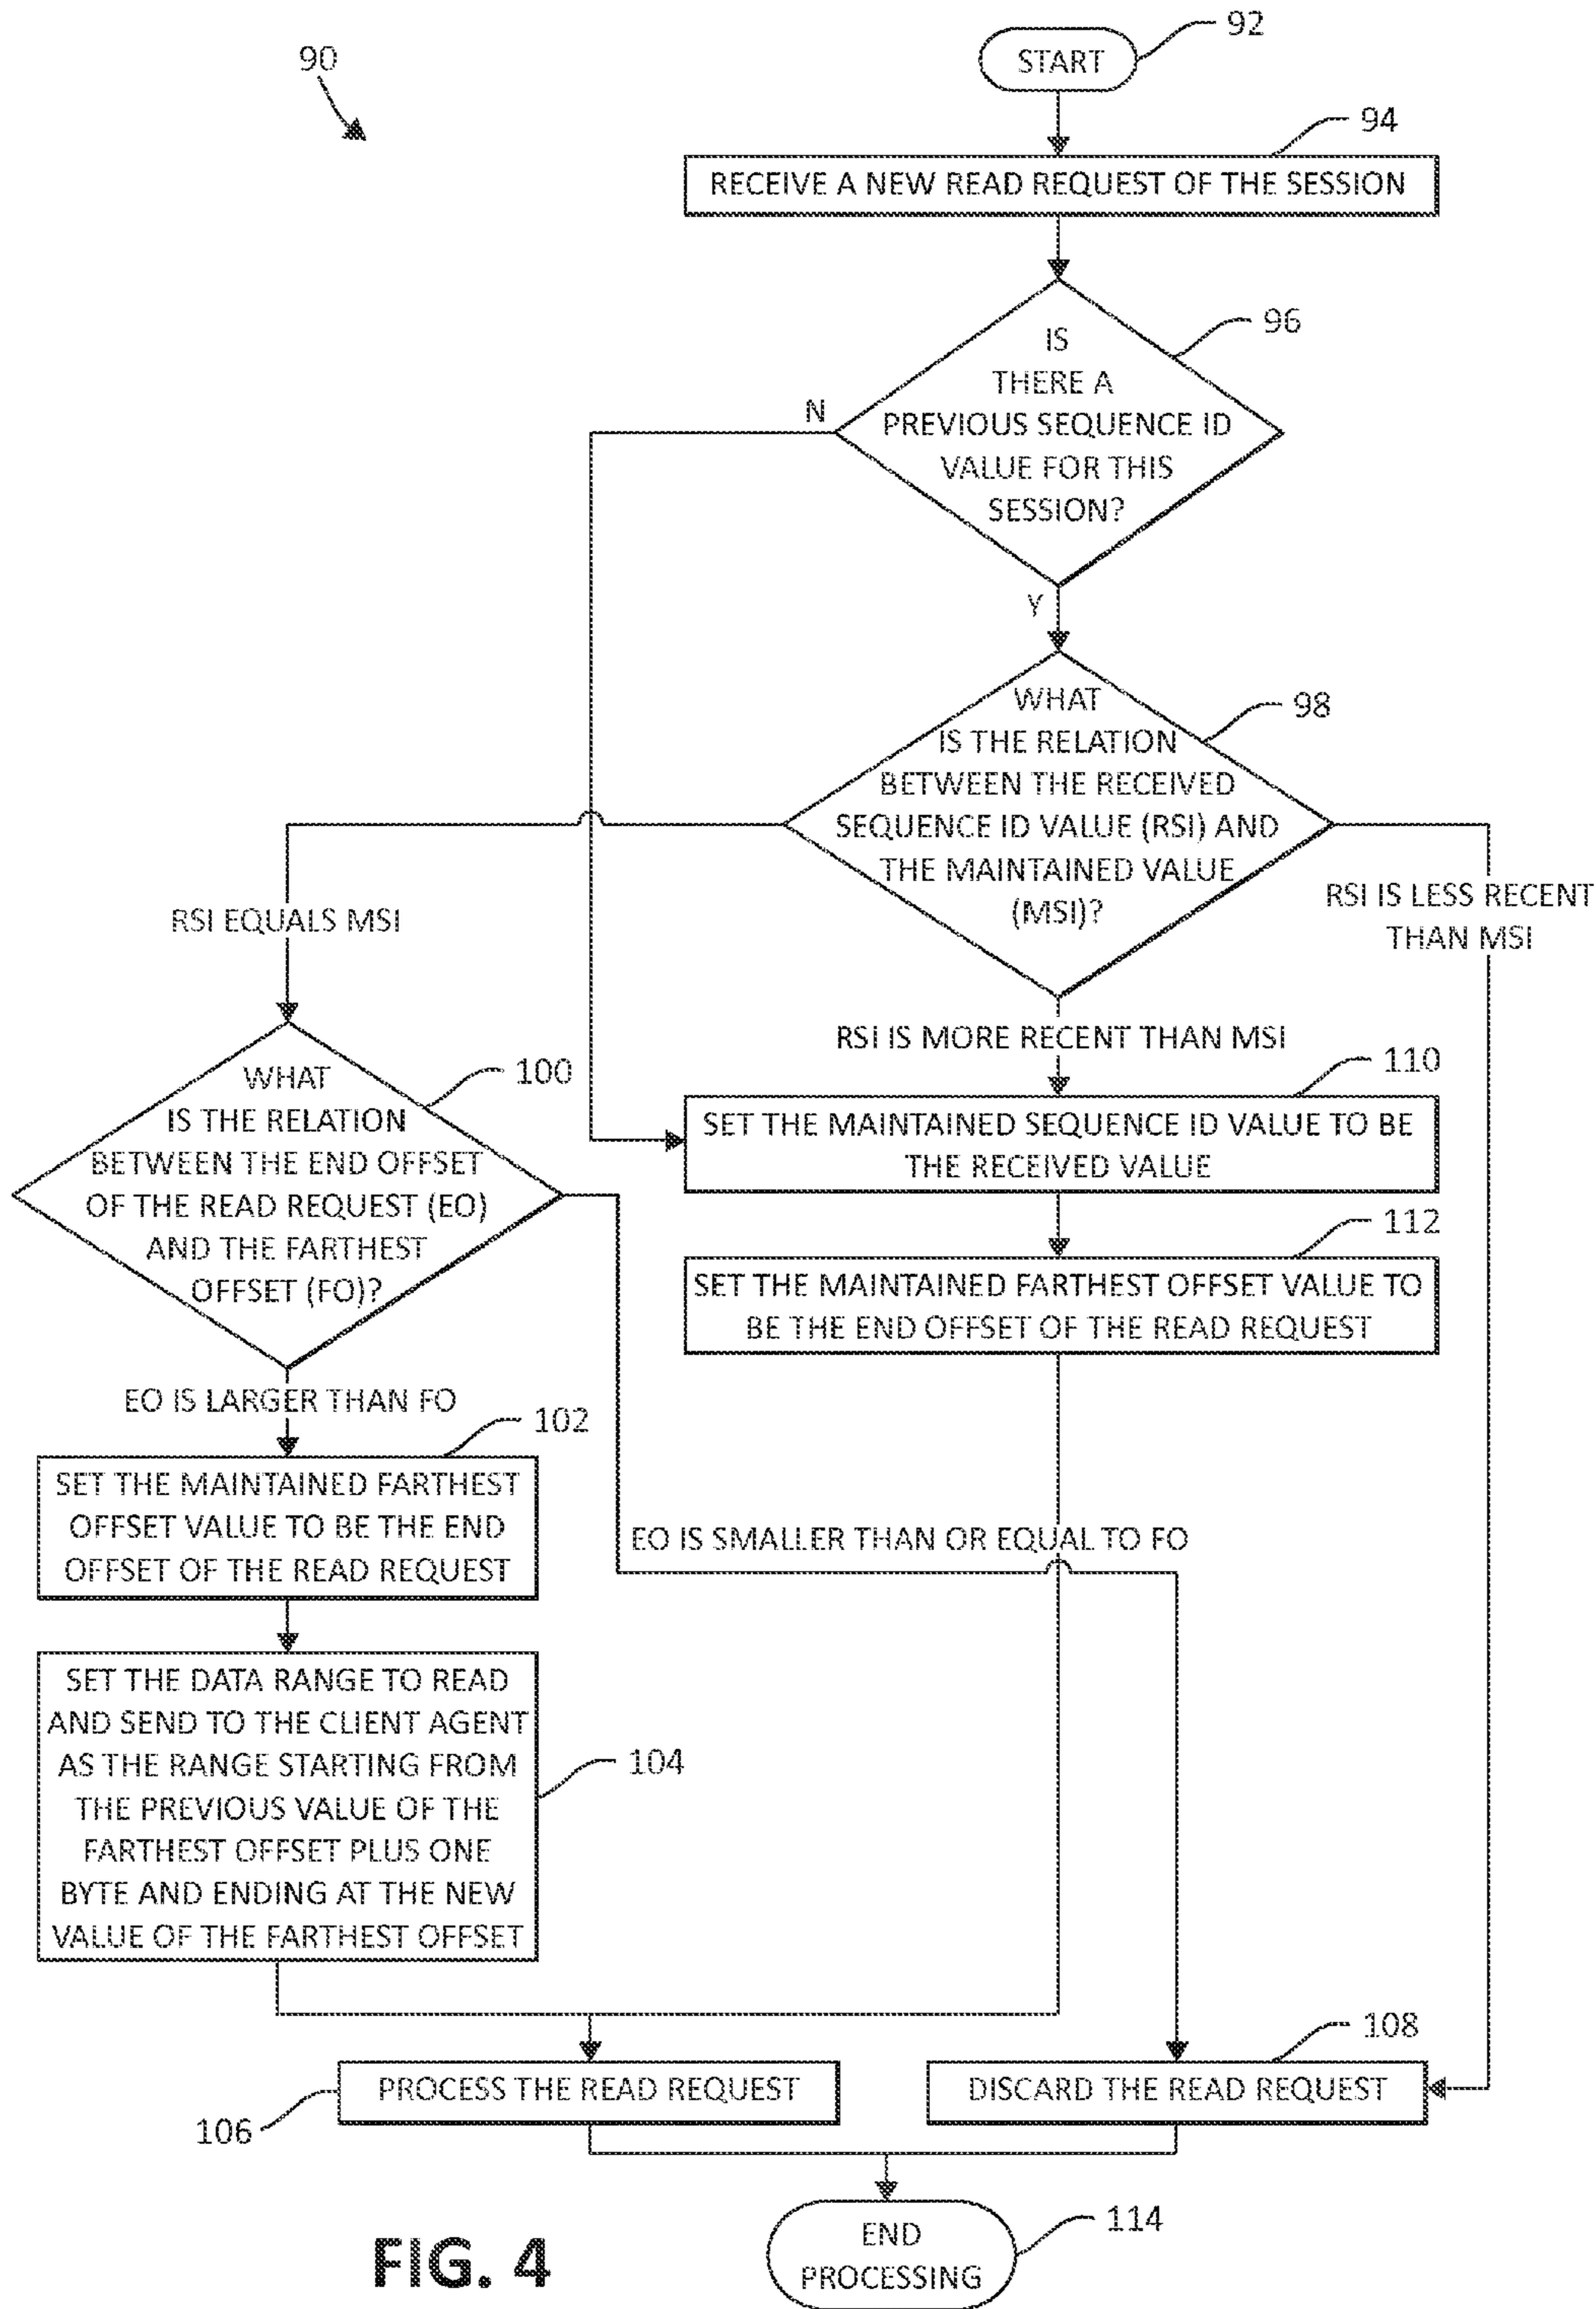 92
90
START
94
RECEIVE A NEW READ REQUEST OF THE SESSION
96
IS
THERE A
PREVIOUS SEQUENCE ID
VALUE FOR THIS
SESSION?
N
Y
98
WHAT
IS THE RELATION
BETWEEN THE RECEIVED
SEQUENCE ID VALUE (RSI) AND
THE MAINTAINED VALUE
(MSI)?
RSI EQUALS MSI
RSI IS LESS RECENT
THAN MSI
RSI IS MORE RECENT THAN MSI
100
WHAT
IS THE RELATION
BETWEEN THE END OFFSET
OF THE READ REQUEST (EO)
AND THE FARTHEST
OFFSET (FO)?
110
SET THE MAINTAINED SEQUENCE ID VALUE TO BE
THE RECEIVED VALUE
112
SET THE MAINTAINED FARTHEST OFFSET VALUE TO
BE THE END OFFSET OF THE READ REQUEST
EO IS LARGER THAN FO
102
SET THE MAINTAINED FARTHEST
OFFSET VALUE TO BE THE END
OFFSET OF THE READ REQUEST
EO IS SMALLER THAN OR EQUAL TO FO
SET THE DATA RANGE TO READ
AND SEND TO THE CLIENT AGENT
AS THE RANGE STARTING FROM
THE PREVIOUS VALUE OF THE
FARTHEST OFFSET PLUS ONE
BYTE AND ENDING AT THE NEW
VALUE OF THE FARTHEST OFFSET
104
108
PROCESS THE READ REQUEST
106
DISCARD THE READ REQUEST
114
END
PROCESSING
FIG. 4